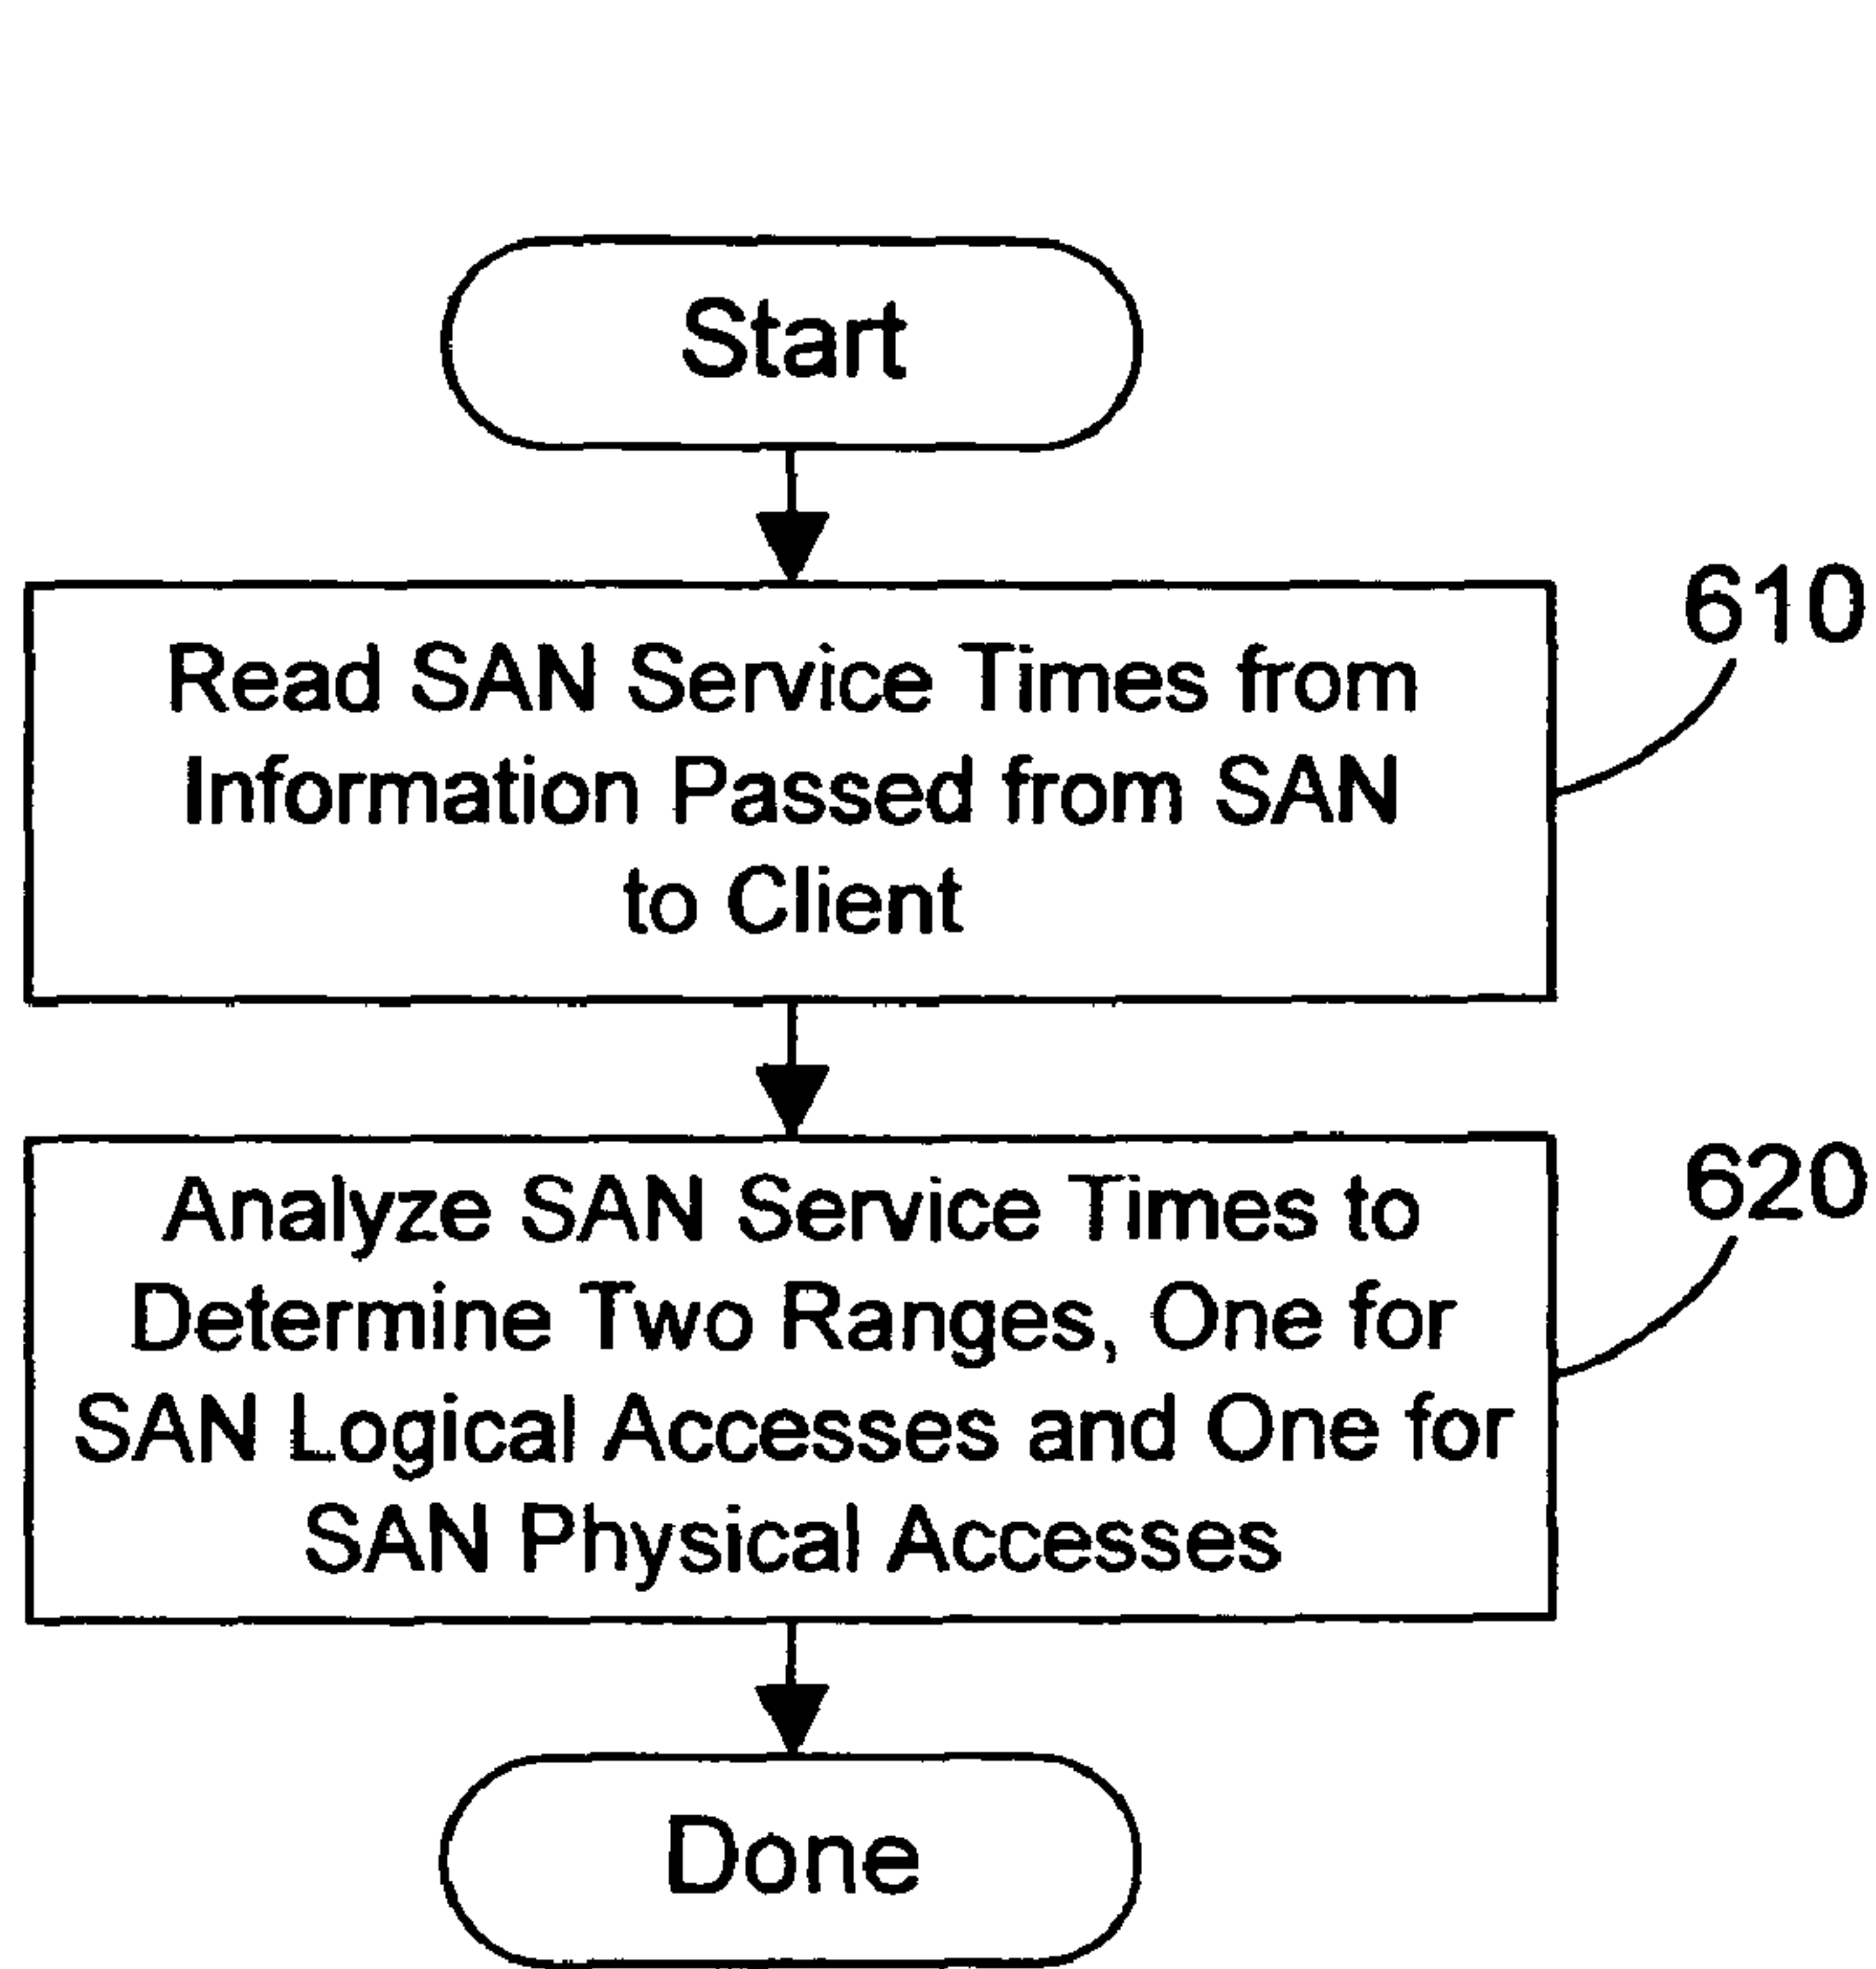 Start
610
Read SAN Service Times from
Information Passed from SAN
to Client
620
Analyze SAN Service Times to
Determine Two Ranges, One for
SAN Logical Accesses and One for
SAN Physical Accesses
Done